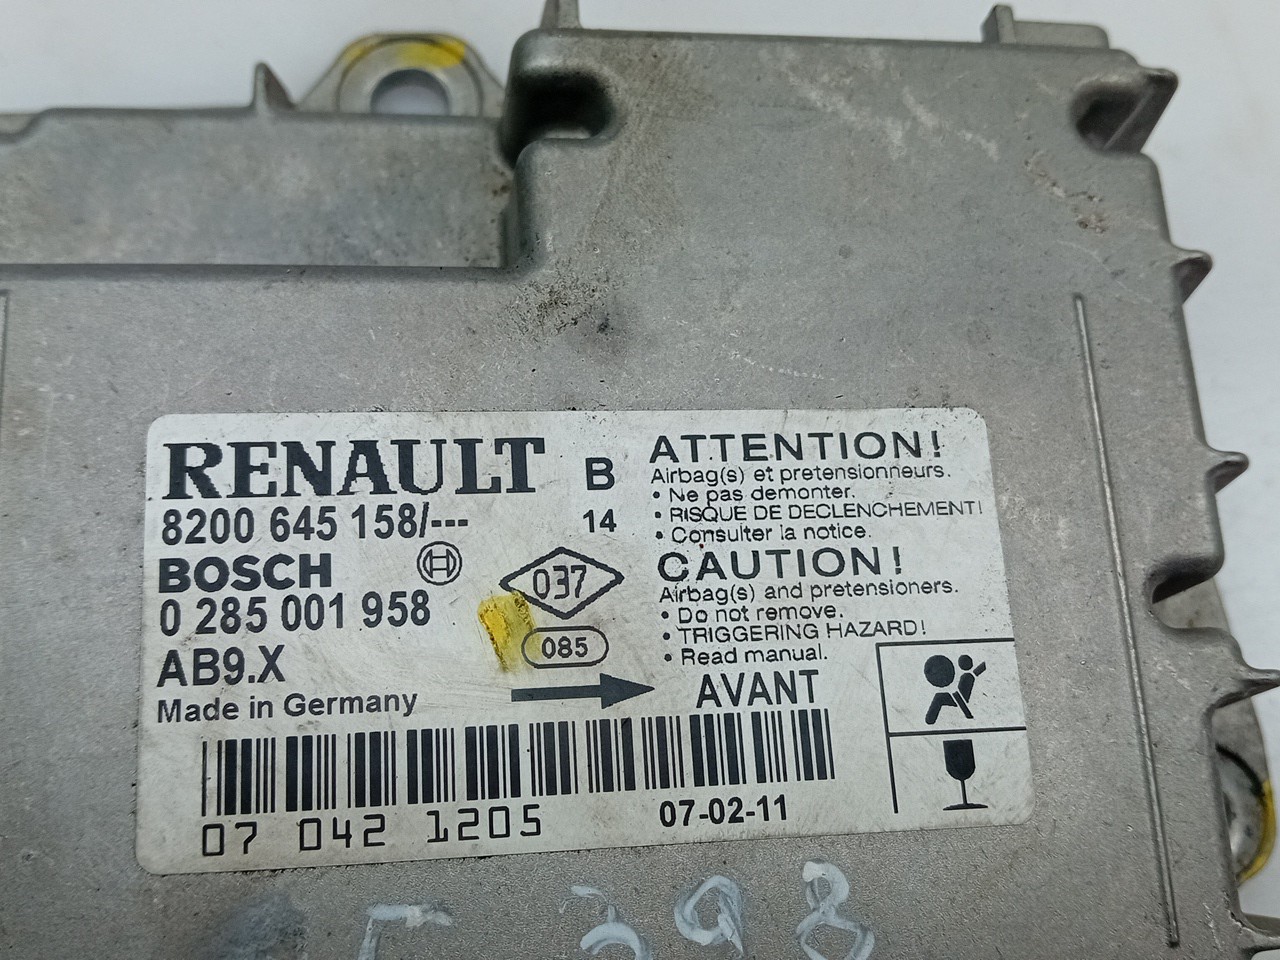 RENAULT B
8200 645 158/--- 14
BOSCH
0 285 001 958
037
085
AB9.X
Made in Germany
ATTENTION!
Airbag(s) et pretensionneurs.
• Ne pas demonter.
• RISQUE DE DECLENCHEMENT!
• Consulter la notice.
CAUTION!
Airbag(s) and pretensioners.
• Do not remove.
• TRIGGERING HAZARD!
• Read manual.
AVANT
07 042 1205
07-02-11
398